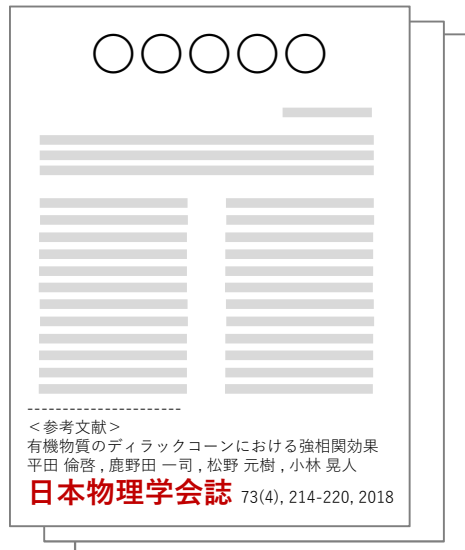 ○○○○○
--------------------
＜参考文献＞
有機物質のディラックコーンにおける強相関効果
平田 倫啓 , 鹿野田 一司 , 松野 元樹 , 小林 晃人
日本物理学会誌 73(4), 214-220, 2018